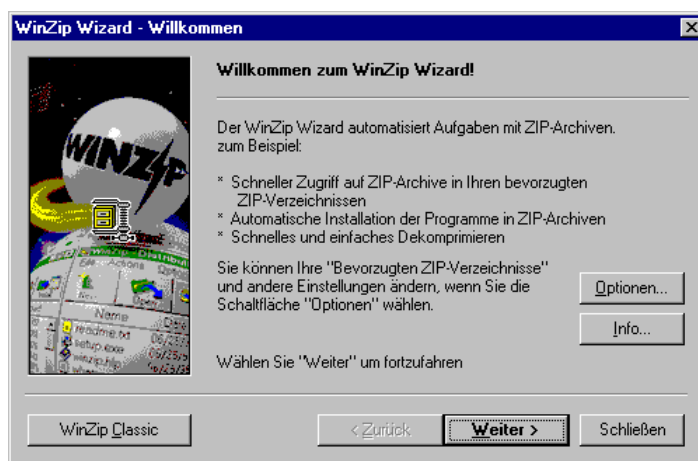 WinZip Wizard - Willkommen
Willkommen zum WinZip Wizard!
WINZIP
Der WinZip Wizard automatisiert Aufgaben mit ZIP-Archiven.
zum Beispiel:
* Schneller Zugriff auf ZIP-Archive in Ihren bevorzugten
ZIP-Verzeichnissen
* Automatische Installation der Programme in ZIP-Archiven
* Schnelles und einfaches Dekomprimieren
Sie können Ihre "Bevorzugten ZIP-Verzeichnisse"
und andere Einstellungen ändern, wenn Sie die
Schaltfläche "Optionen" wählen.
Optionen...
Info...
Name
readme.txt
setup.exe
winzip.hlp
Wählen Sie "Weiter" um fortzufahren
WinZip Classic
< Zurück
Weiter >
Schließen